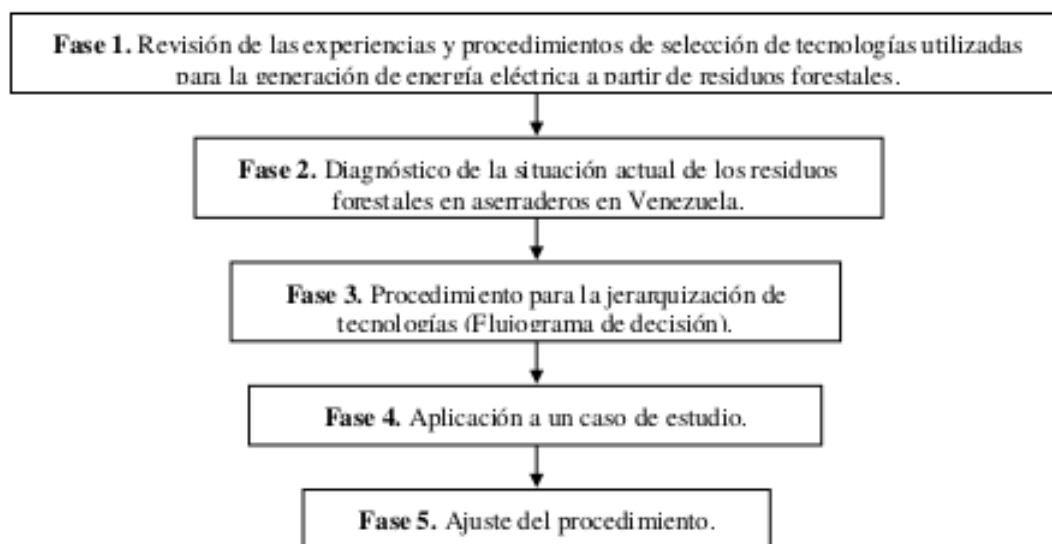 Fase 1. Revisión de las experiencias y procedimientos de selección de tecnologías utilizadas
para la generación de energía eléctrica a partir de residuos forestales.
Fase 2. Diagnóstico de la situación actual de los residuos
forestales en aserraderos en Venezuela.
Fase 3. Procedimiento para la jerarquización de
tecnologías (Flujograma de decisión).
Fase 4. Aplicación a un caso de estudio.
Fase 5. Ajuste del procedimiento.